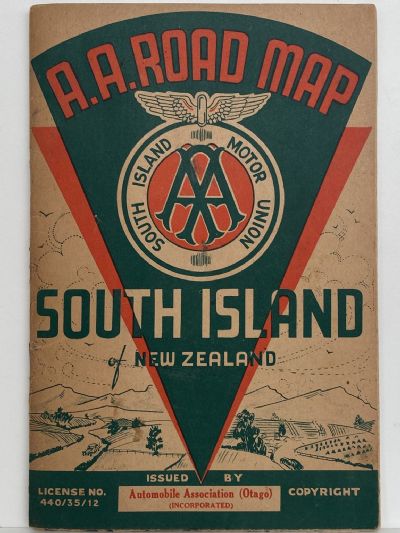 A.A. ROAD MAP
SOUTH ISLAND MOTOR UNION
AA
SOUTH ISLAND
of NEW ZEALAND
ISSUED BY
LICENSE NO.
440/35/12
Automobile Association (Otago)
(INCORPORATED)
COPYRIGHT